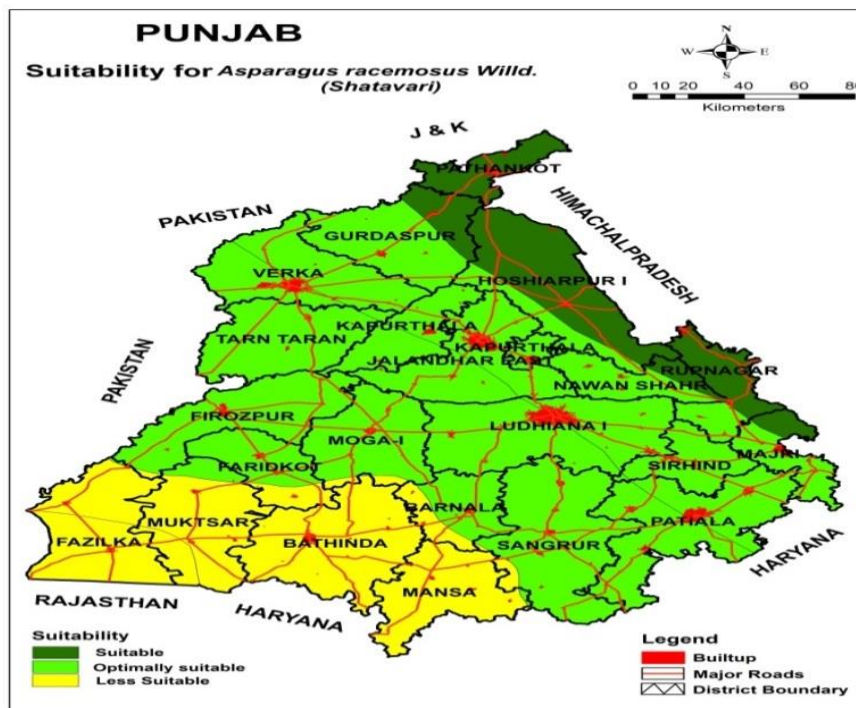 PUNJAB
Suitability for Asparagus racemosus Willd.
(Shatavari)
N
W E
S
0 10 20 40 60 80
Kilometers
J & K
PATHANKOT
PAKISTAN
HIMACHALPRADESH
GURDASPUR
VERKA
HOSHIARPUR I
KAPURTHALA
TARN TARAN
KAPURTHALA
JALANDHAR EAST
RUPNAGAR
PAKISTAN
NAWAN SHAHR
FIROZPUR
LUDHIANA I
MOGA-I
MAJRI
SIRHIND
FARIDKOT
BARNALA
MUKTSAR
PATIALA
FAZILKA
BATHINDA
SANGRUR
HARYANA
MANSA
RAJASTHAN
HARYANA
Suitability
Suitable
Optimally suitable
Less Suitable
Legend
Builtup
Major Roads
District Boundary